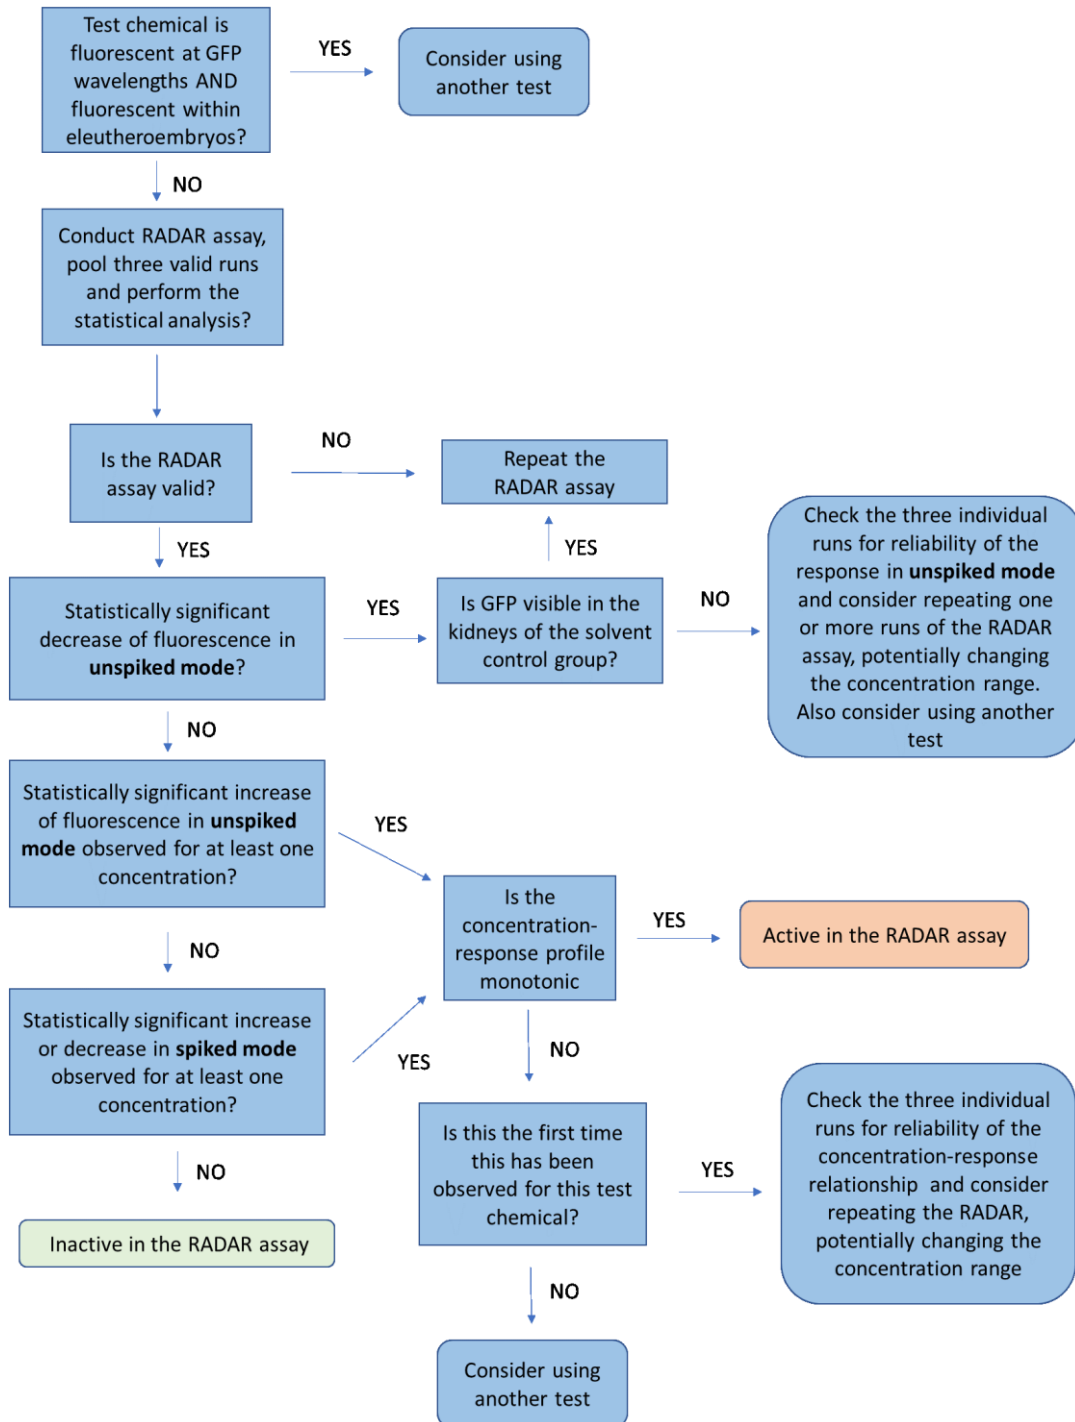 Test chemical is
fluorescent at GFP
wavelengths AND
fluorescent within
eleutheroembryos?
YES
Consider using
another test
NO
Conduct RADAR assay,
pool three valid runs
and perform the
statistical analysis?
Is the RADAR
assay valid?
NO
Repeat the
RADAR assay
YES
YES
Statistically significant
decrease of fluorescence in
unspiked mode?
YES
Is GFP visible in the
kidneys of the solvent
control group?
NO
Check the three individual
runs for reliability of the
response in unspiked mode
and consider repeating one
or more runs of the RADAR
assay, potentially changing
the concentration range.
Also consider using another
test
NO
Statistically significant increase
of fluorescence in unspiked
mode observed for at least one
concentration?
YES
Is the
concentration-
response profile
monotonic
YES
Active in the RADAR assay
NO
Statistically significant increase
or decrease in spiked mode
observed for at least one
concentration?
YES
NO
Is this the first time
this has been
observed for this test
chemical?
YES
Check the three individual
runs for reliability of the
concentration-response
relationship and consider
repeating the RADAR,
potentially changing the
concentration range
NO
Inactive in the RADAR assay
NO
Consider using
another test